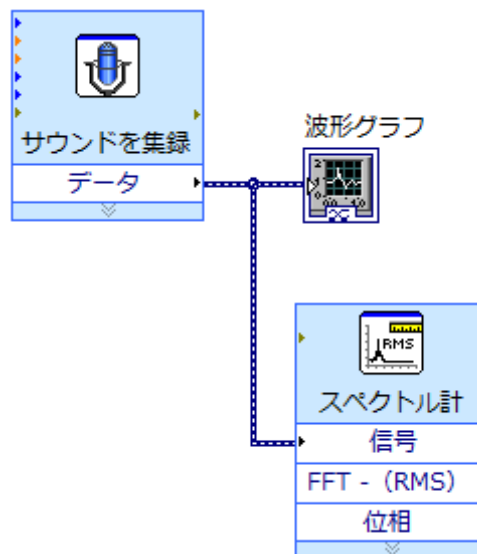 サウンドを集録
データ
波形グラフ
RMS
スペクトル計
信号
FFT -（RMS）
位相